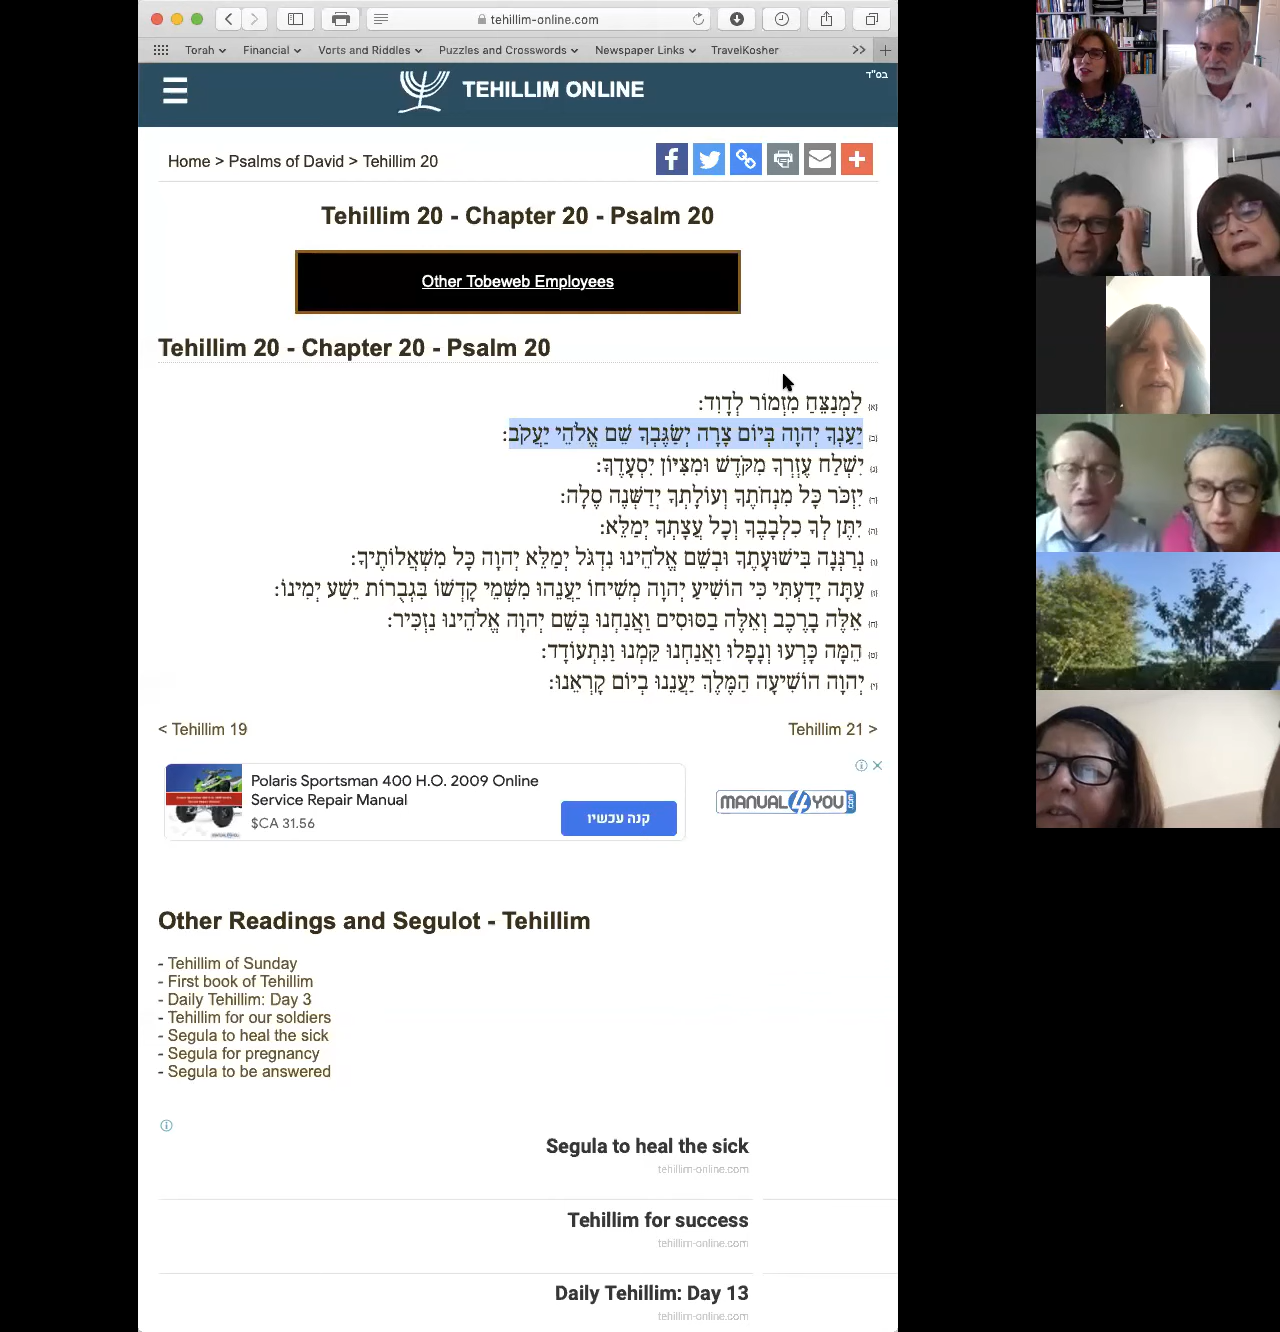 tehillim-online.com
Torah
Financial
Vorts and Riddles
Puzzles and Crosswords
Newspaper Links
TravelKosher
>>
TEHILLIM ONLINE
בס"ד
Home > Psalms of David > Tehillim 20
Tehillim 20 - Chapter 20 - Psalm 20
Other Tobeweb Employees
Tehillim 20 - Chapter 20 - Psalm 20
{א} לַמְנַצֵּחַ מִזְמוֹר לְדָוִד:
{ב} יַעַנְךָ יְהוָה בְּיוֹם צָרָה יְשַׂגֶּבְךָ שֵׁם אֱלֹהֵי יַעֲקֹב:
{ג} יִשְׁלַח עֶזְרְךָ מִקֹּדֶשׁ וּמִצִּיּוֹן יִסְעָדֶךָּ:
{ד} יִזְכֹּר כָּל מִנְחֹתֶךָ וְעוֹלָתְךָ יְדַשְּׁנֶה סֶלָה:
{ה} יִתֶּן לְךָ כִלְבָבֶךָ וְכָל עֲצָתְךָ יְמַלֵּא:
{ו} נְרַנְּנָה בִּישׁוּעָתֶךָ וּבְשֵׁם אֱלֹהֵינוּ נִדְגֹּל יְמַלֵּא יְהוָה כָּל מִשְׁאֲלוֹתֶיךָ:
{ז} עַתָּה יָדַעְתִּי כִּי הוֹשִׁיעַ יְהוָה מְשִׁיחוֹ יַעֲנֵהוּ מִשְּׁמֵי קָדְשׁוֹ בִּגְבֻרוֹת יֵשַׁע יְמִינוֹ:
{ח} אֵלֶּה בָרֶכֶב וְאֵלֶּה בַסּוּסִים וַאֲנַחְנוּ בְּשֵׁם יְהוָה אֱלֹהֵינוּ נַזְכִּיר:
{ט} הֵמָּה כָּרְעוּ וְנָפָלוּ וַאֲנַחְנוּ קַּמְנוּ וַנִּתְעוֹדָד:
{י} יְהוָה הוֹשִׁיעָה הַמֶּלֶךְ יַעֲנֵנוּ בְיוֹם קָרְאֵנוּ:
< Tehillim 19
Tehillim 21 >
Polaris Sportsman 400 H.O. 2009 Online
Service Repair Manual
$CA 31.56
קנה עכשיו
MANUAL4YOU.com
Other Readings and Segulot - Tehillim
- Tehillim of Sunday
- First book of Tehillim
- Daily Tehillim: Day 3
- Tehillim for our soldiers
- Segula to heal the sick
- Segula for pregnancy
- Segula to be answered
Segula to heal the sick
tehillim-online.com
Tehillim for success
tehillim-online.com
Daily Tehillim: Day 13
tehillim-online.com